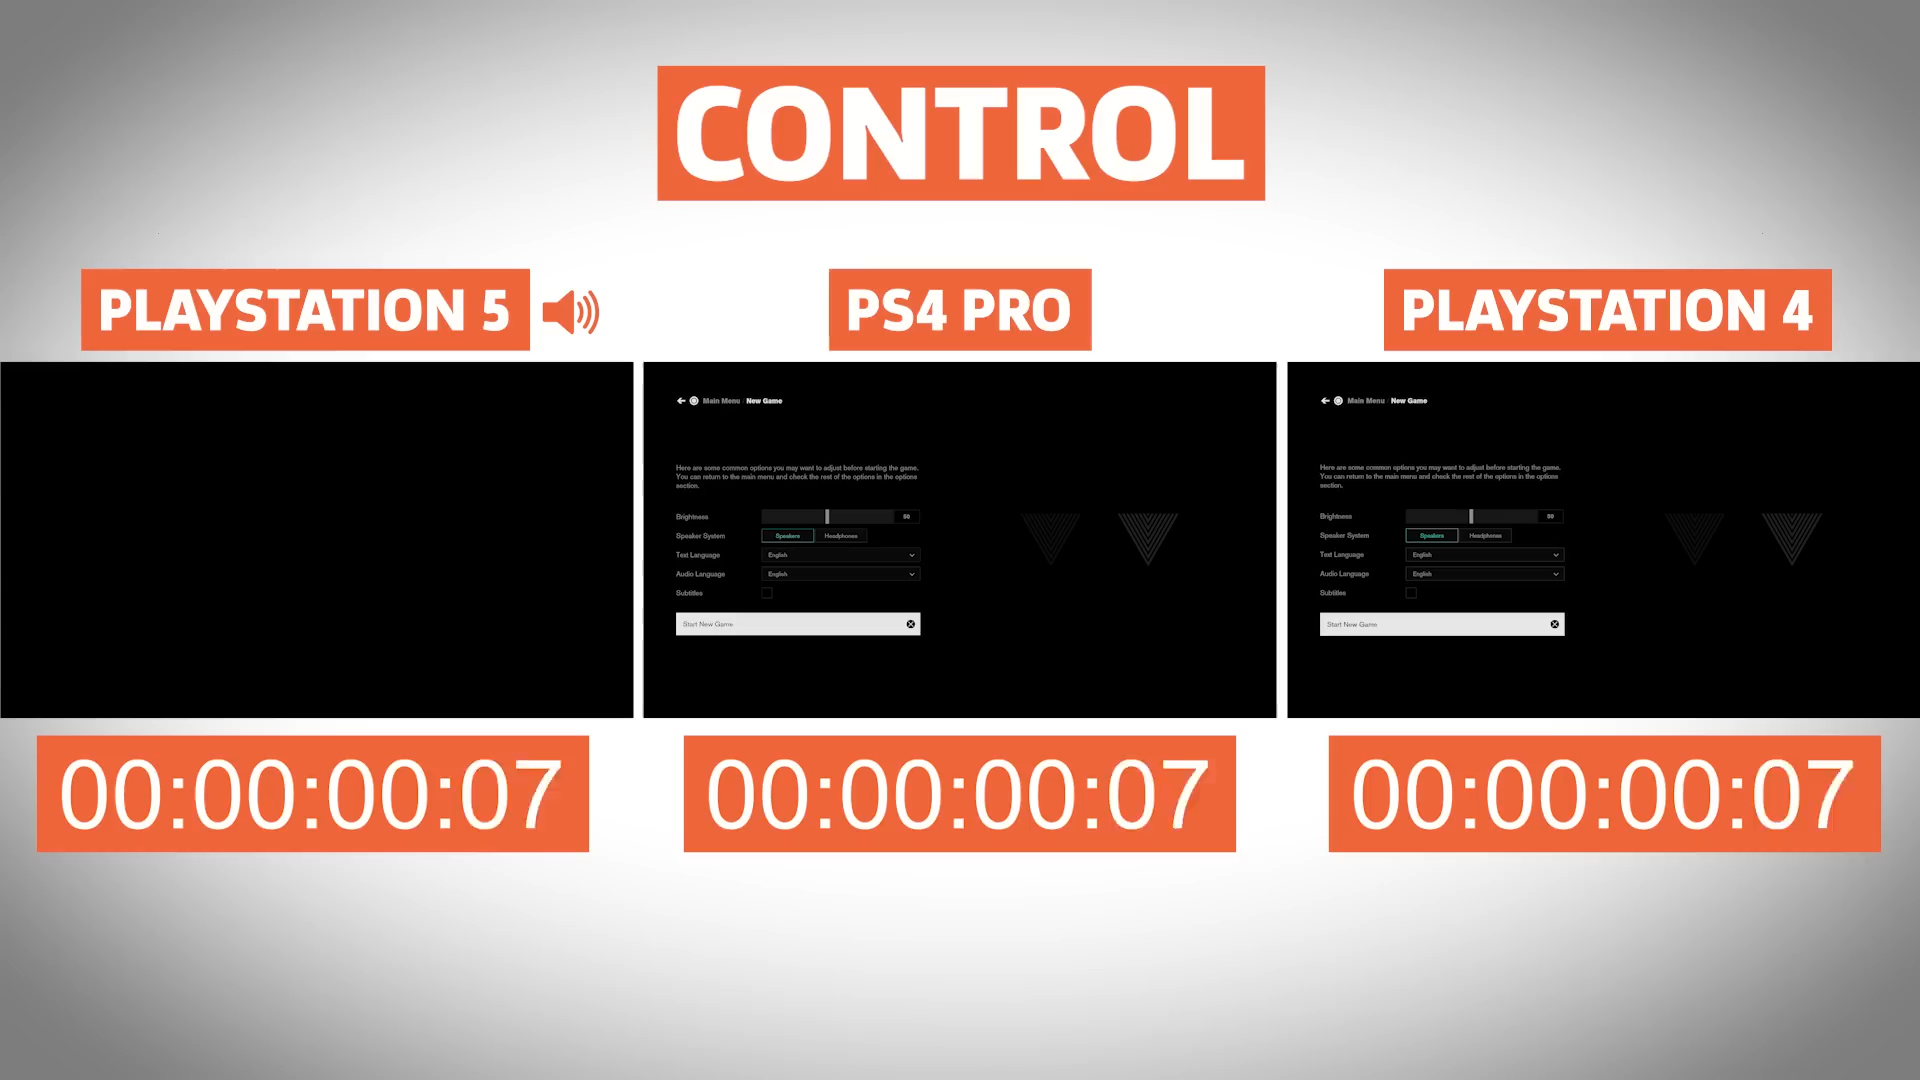 CONTROL
PLAYSTATION 5
PS4 PRO
PLAYSTATION 4
Main Menu New Game
Here are some common options you may want to adjust before starting the game.
You can return to the main menu and check the rest of the options in the options
section.
Brightness 50
Speaker System Speakers Headphones
Text Language English
Audio Language English
Subtitles
Start New Game
Main Menu New Game
Here are some common options you may want to adjust before starting the game.
You can return to the main menu and check the rest of the options in the options
section.
Brightness 50
Speaker System Speakers Headphones
Text Language English
Audio Language English
Subtitles
Start New Game
00:00:00:07
00:00:00:07
00:00:00:07